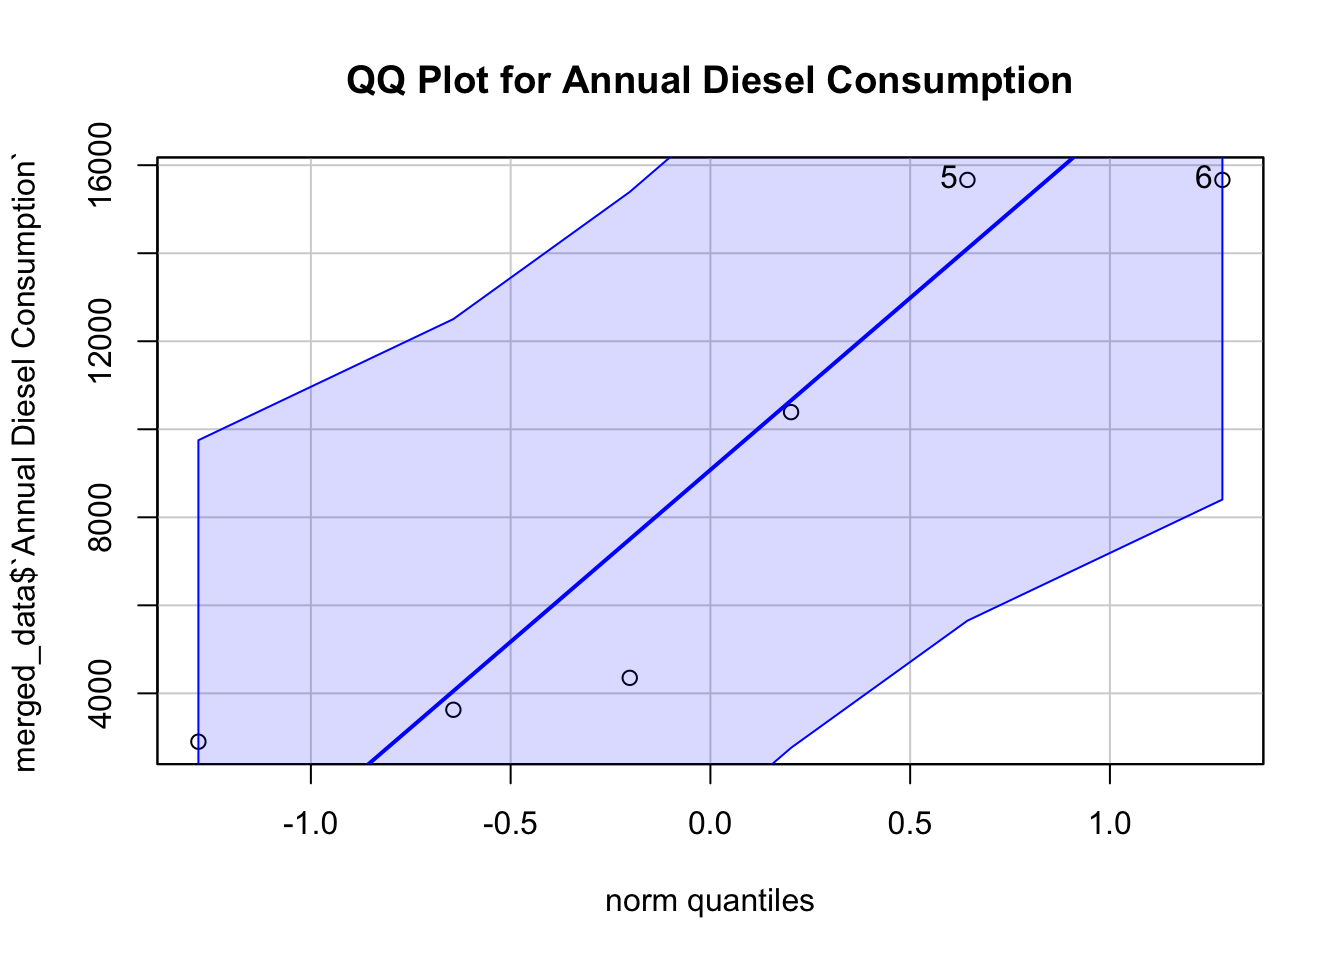 QQ Plot for Annual Diesel Consumption
merged_data$`Annual Diesel Consumption`
16000
12000
8000
4000
5
6
-1.0 -0.5 0.0 0.5 1.0
norm quantiles